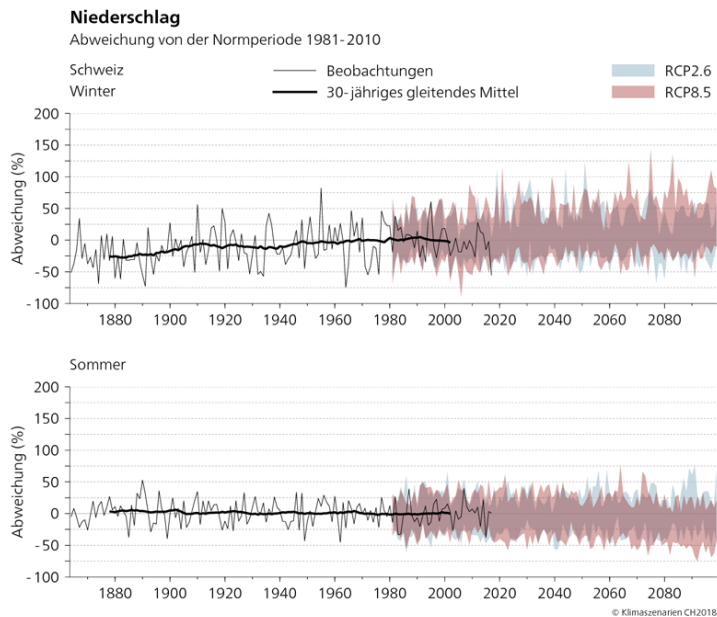 Niederschlag
Abweichung von der Normperiode 1981-2010
Schweiz Beobachtungen RCP2.6
Winter 30-jähriges gleitendes Mittel RCP8.5
200
150
100
50
0
-50
-100
Abweichung (%)
1880 1900 1920 1940 1960 1980 2000 2020 2040 2060 2080
Sommer
200
150
100
50
0
-50
-100
Abweichung (%)
1880 1900 1920 1940 1960 1980 2000 2020 2040 2060 2080
© Klimaszenarien CH2018